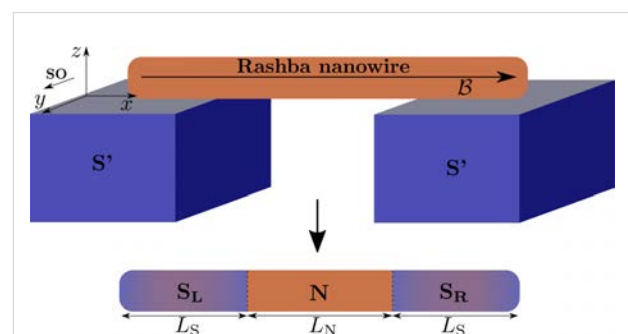 z
so
y
x
Rashba nanowire
B
S'
S'
S_L
N
S_R
L_S
L_N
L_S